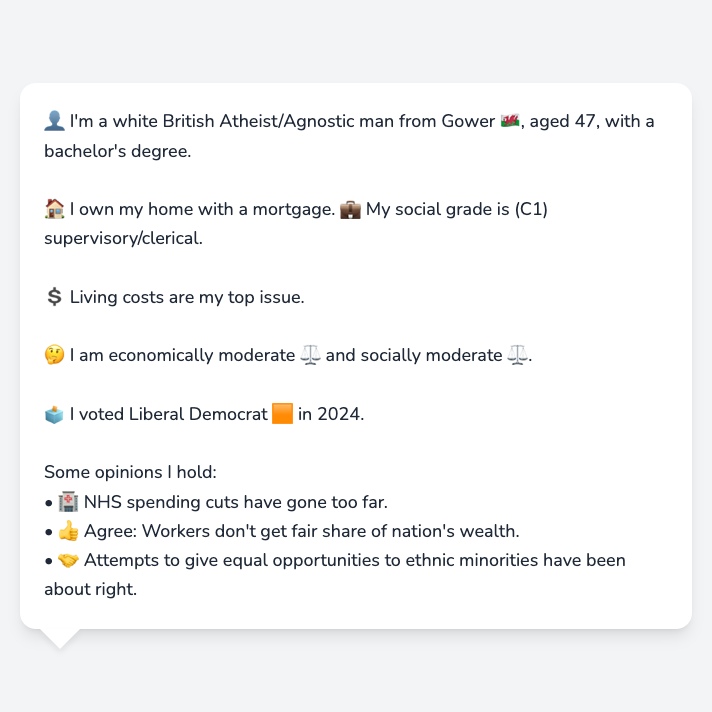 👤 I'm a white British Atheist/Agnostic man from Gower 🏴󠁧󠁢󠁷󠁬󠁳󠁿, aged 47, with a
bachelor's degree.
🏠 I own my home with a mortgage. 💼 My social grade is (C1)
supervisory/clerical.
💲 Living costs are my top issue.
🤔 I am economically moderate ⚖️ and socially moderate ⚖️.
🗳️ I voted Liberal Democrat 🟧 in 2024.
Some opinions I hold:
• 🏥 NHS spending cuts have gone too far.
• 👍 Agree: Workers don't get fair share of nation's wealth.
• 🤝 Attempts to give equal opportunities to ethnic minorities have been
about right.